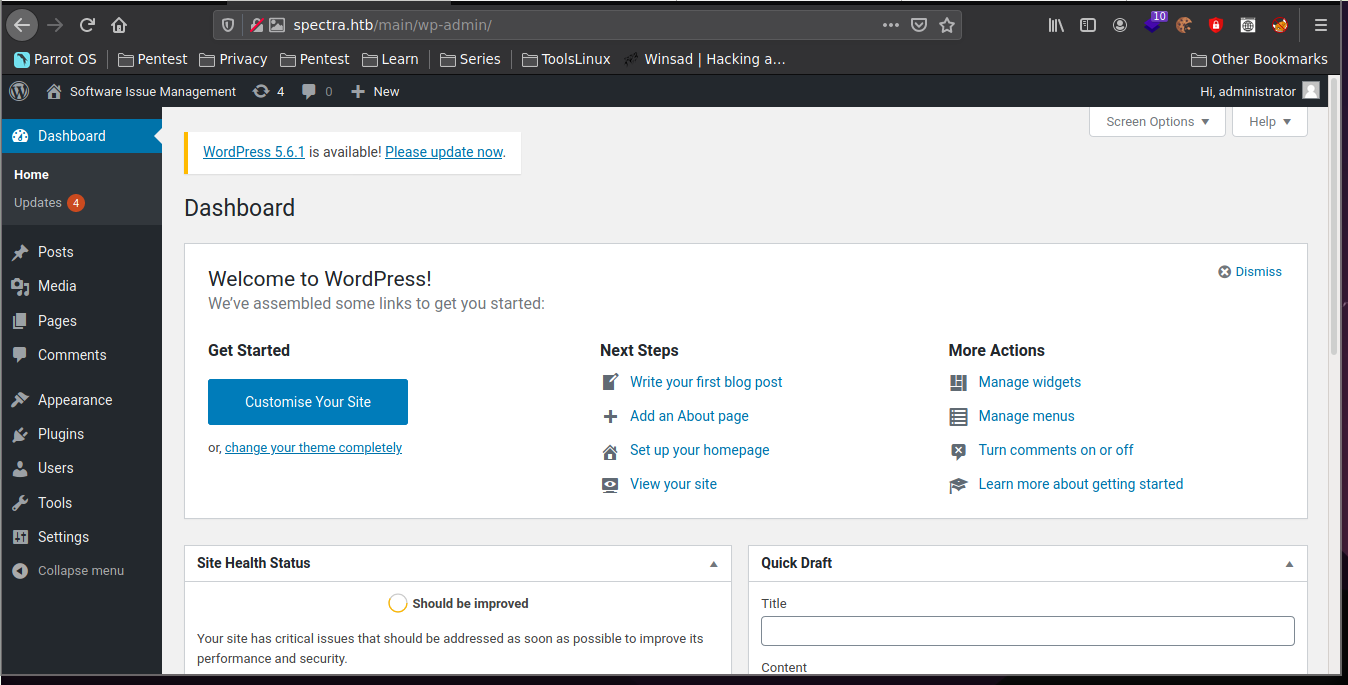 spectra.htb/main/wp-admin/
10
Parrot OS Pentest Privacy Pentest Learn Series ToolsLinux Winsad | Hacking a... Other Bookmarks
Software Issue Management 4 0 New Hi, administrator
Dashboard
Home
Updates 4
Posts
Media
Pages
Comments
Appearance
Plugins
Users
Tools
Settings
Collapse menu
Screen Options Help
WordPress 5.6.1 is available! Please update now.
Dashboard
Welcome to WordPress!
Dismiss
We've assembled some links to get you started:
Get Started
Customise Your Site
or, change your theme completely
Next Steps
Write your first blog post
Add an About page
Set up your homepage
View your site
More Actions
Manage widgets
Manage menus
Turn comments on or off
Learn more about getting started
Site Health Status
Should be improved
Your site has critical issues that should be addressed as soon as possible to improve its
performance and security.
Quick Draft
Title
Content